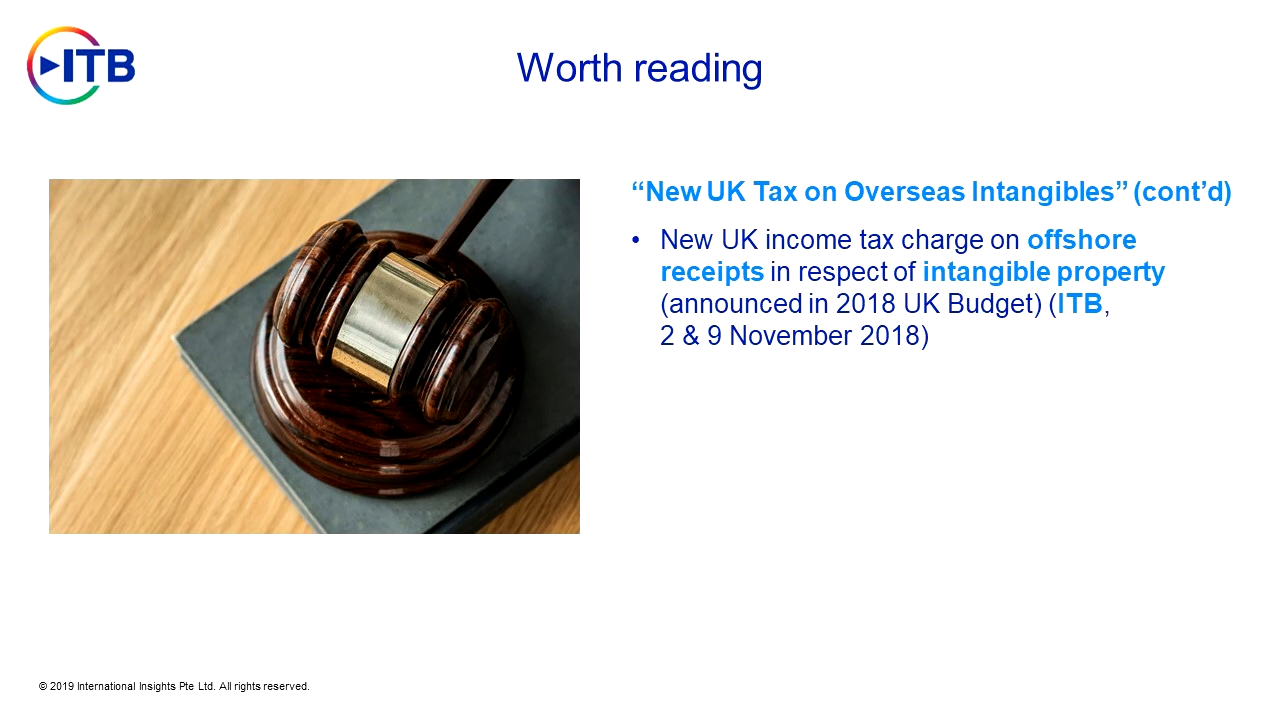 ITB
Worth reading
“New UK Tax on Overseas Intangibles” (cont’d)
• New UK income tax charge on offshore
receipts in respect of intangible property
(announced in 2018 UK Budget) (ITB,
2 & 9 November 2018)
© 2019 International Insights Pte Ltd. All rights reserved.